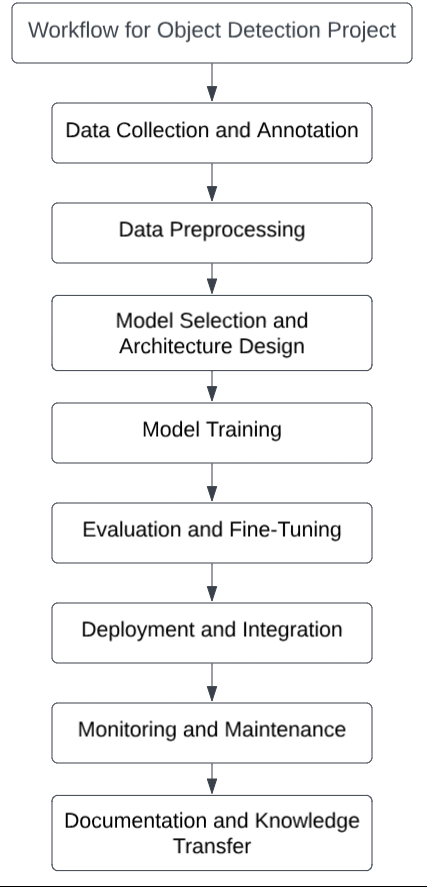 Workflow for Object Detection Project
Data Collection and Annotation
Data Preprocessing
Model Selection and
Architecture Design
Model Training
Evaluation and Fine-Tuning
Deployment and Integration
Monitoring and Maintenance
Documentation and Knowledge
Transfer